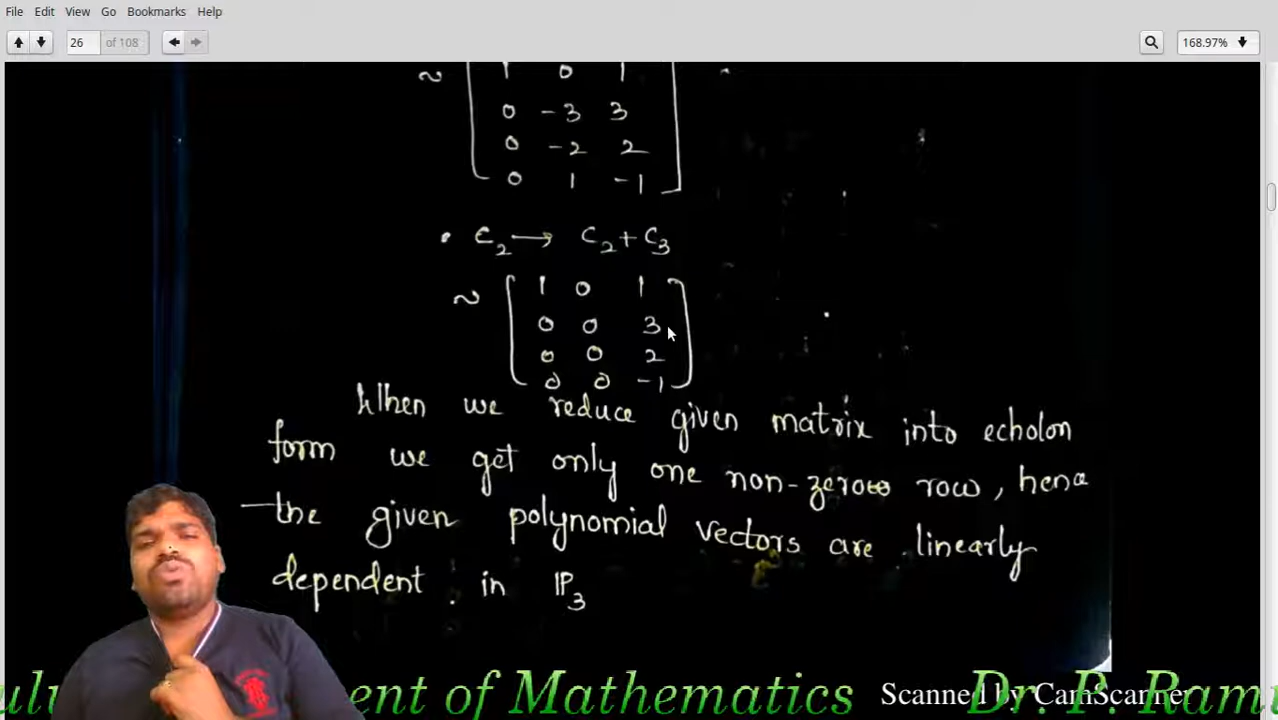 File Edit View Go Bookmarks Help
26 of 108 168.97%
~ 1 0 1
0 -3 3
0 -2 2
0 1 -1
C2 → C2+C3
~ 1 0 1
0 0 3
0 0 2
0 0 -1
When we reduce given matrix into echolon
form we get only one non-zero row, hence
the given polynomial vectors are linearly
dependent . in P3
ent of Mathematics Scanned by CamScanner Dr. P. Ram